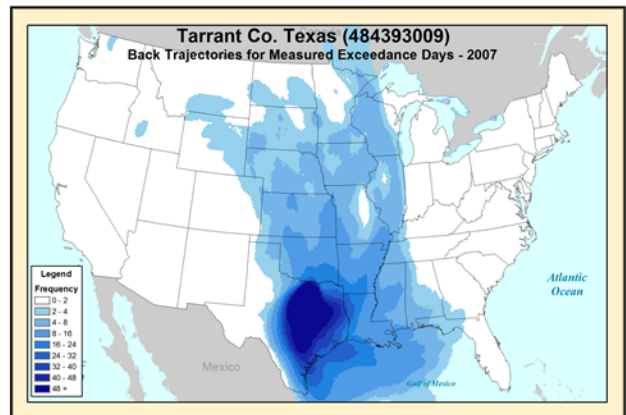 Tarrant Co. Texas (484393009)
Back Trajectories for Measured Exceedance Days - 2007
Atlantic
Ocean
Legend
Frequency
0 - 2
2 - 4
4 - 8
8 - 16
16 - 24
24 - 32
32 - 40
40 - 48
48 +
Mexico
Gulf of Mexico